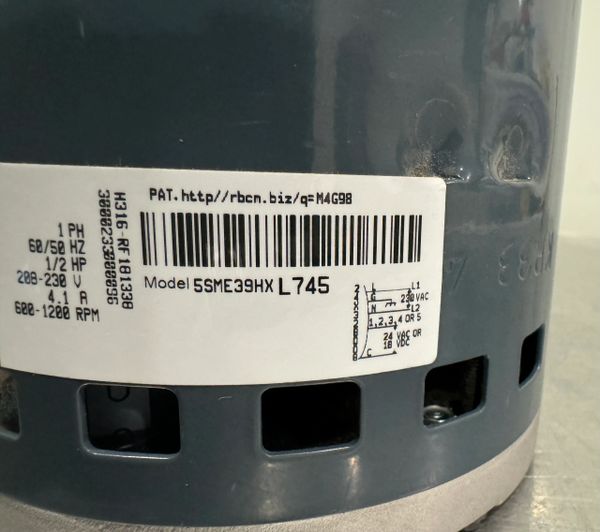 PAT.http//rbcn.biz/q=M4G98
H316-RF181338
1 PH
60/50 HZ
1/2 HP
208-230 V
4.1 A
600-1200 RPM
Model 5SME39HX L745
L L1
G 230VAC
N L2
1,2,3,4 OR 5
24 VAC OR
18 VDC
C